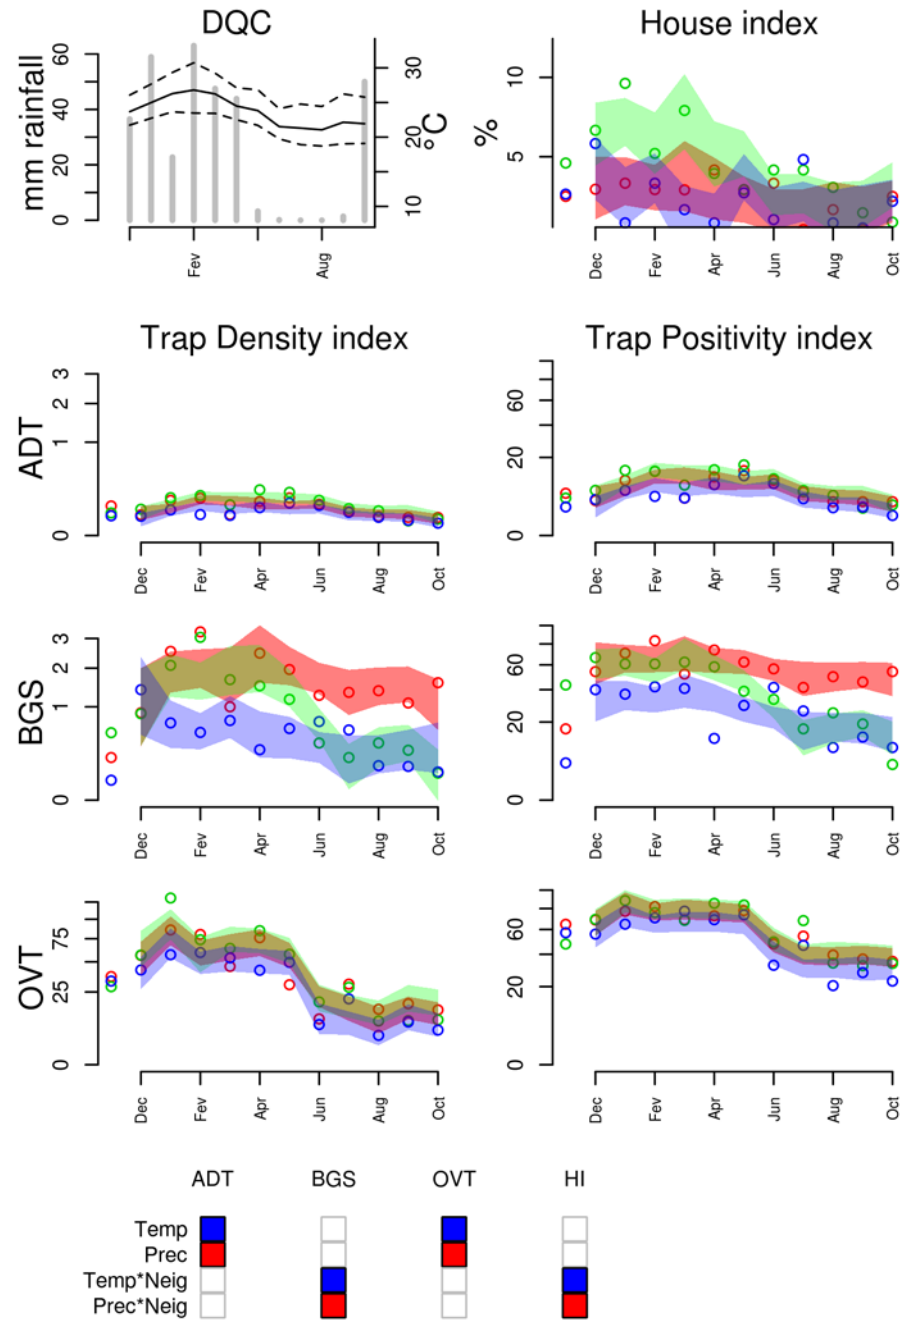 DQC
House index
mm rainfall
0 20 40 60
10 20 30
°C
Fev Aug
%
5 10
Dec Fev Apr Jun Aug Oct
Trap Density index
Trap Positivity index
ADT
0 1 2 3
Dec Fev Apr Jun Aug Oct
0 20 60
Dec Fev Apr Jun Aug Oct
BGS
0 1 2 3
Dec Fev Apr Jun Aug Oct
0 20 60
Dec Fev Apr Jun Aug Oct
OVT
0 25 75
Dec Fev Apr Jun Aug Oct
0 20 60
Dec Fev Apr Jun Aug Oct
ADT BGS OVT HI
Temp
Prec
Temp*Neig
Prec*Neig